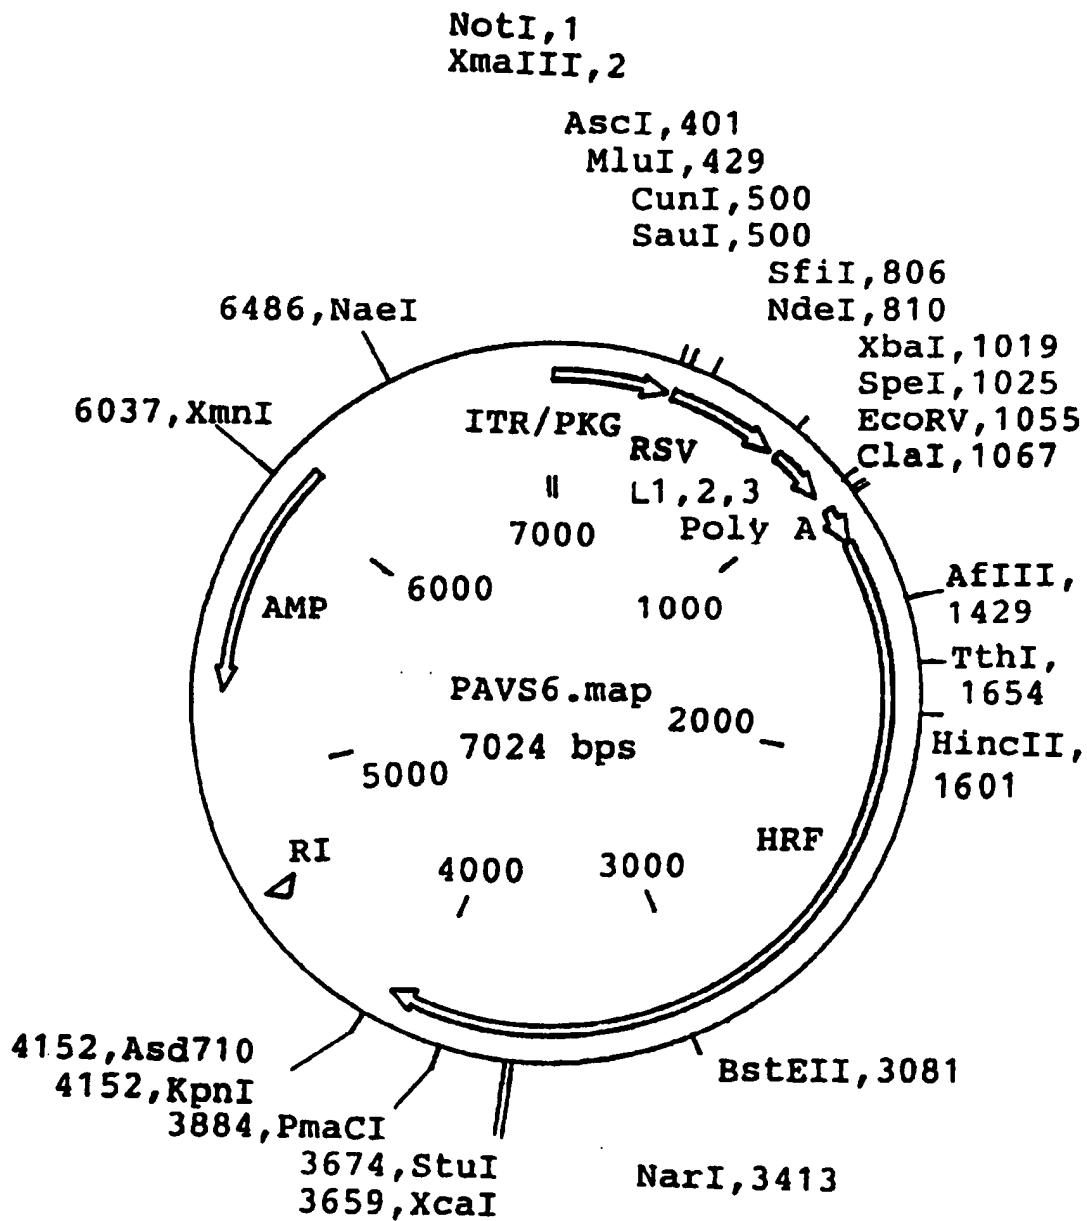 NotI,1
XmaIII,2
AscI,401
MluI,429
CunI,500
SauI,500
SfiI,806
NdeI,810
XbaI,1019
SpeI,1025
EcoRV,1055
ClaI,1067
6486,NaeI
6037,XmnI
ITR/PKG
RSV
L1,2,3
Poly A
7000
6000
1000
AfIII,
1429
AMP
TthI,
1654
PAVS6.map
7024 bps
2000
HincII,
1601
5000
HRF
RI
4000
3000
4152,Asd710
4152,KpnI
3884,PmaCI
3674,StuI
3659,XcaI
BstEII,3081
NarI,3413